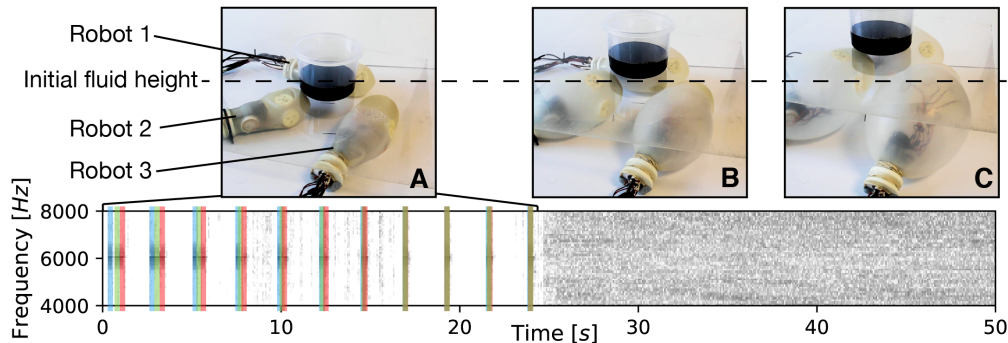 Robot 1
Initial fluid height
Robot 2
Robot 3
A
B
C
Frequency [Hz]
8000
6000
4000
0
10
20
30
40
50
Time [s]